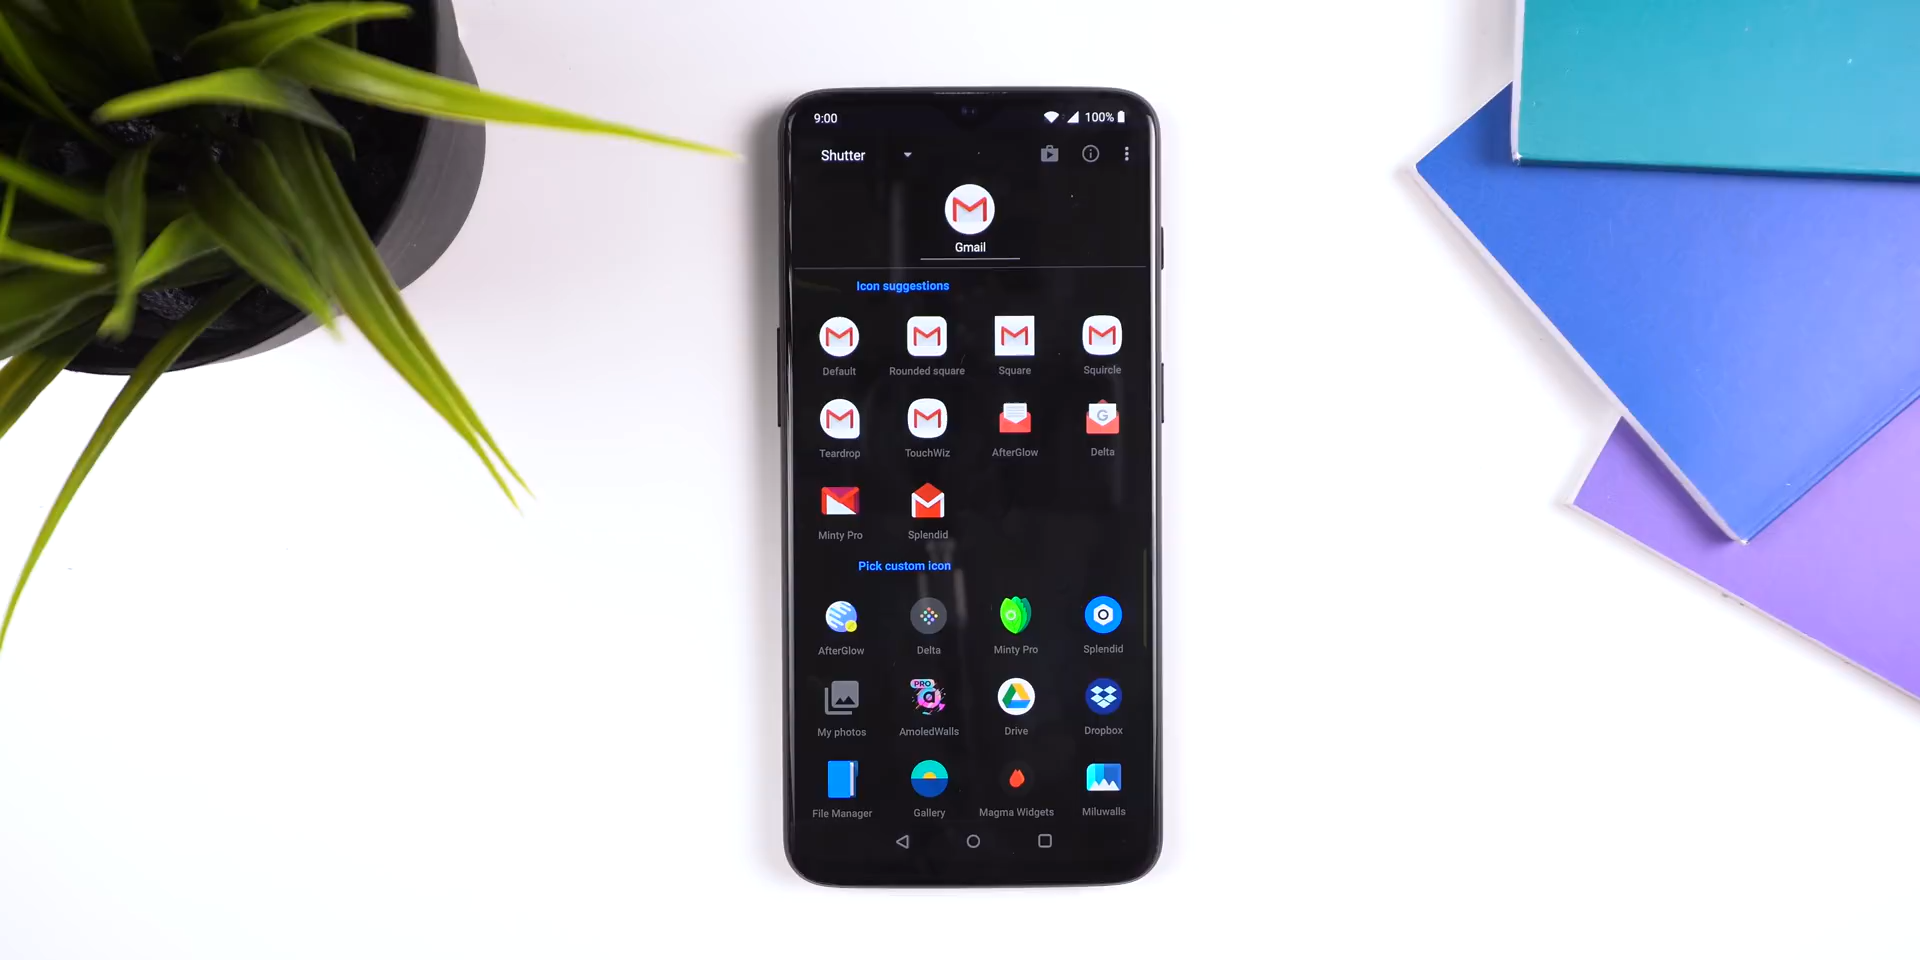 9:00 100%
Shutter
Gmail
Icon suggestions
Default Rounded square Square Squircle
G
Teardrop TouchWiz AfterGlow Delta
Minty Pro Splendid
Pick custom icon
AfterGlow Delta Minty Pro Splendid
PRO
My photos AmoledWalls Drive Dropbox
File Manager Gallery Magma Widgets Miluwalls